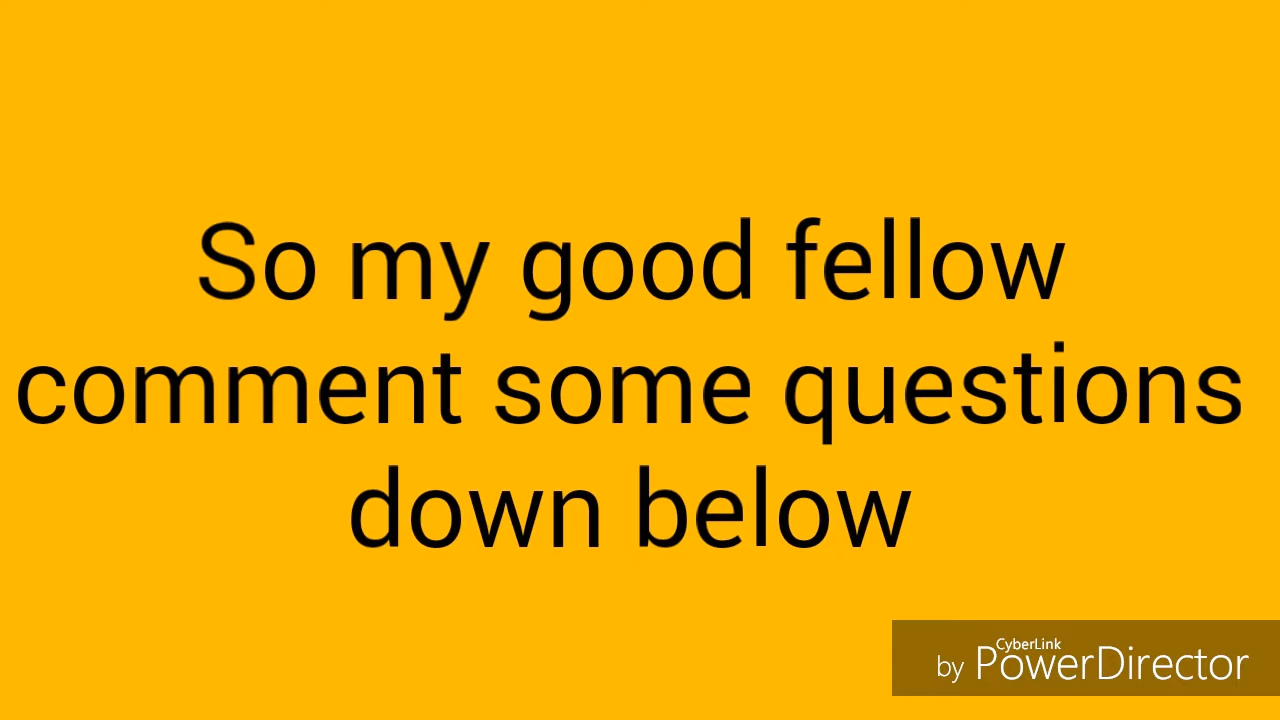 So my good fellow
comment some questions
down below
CyberLink
by PowerDirector